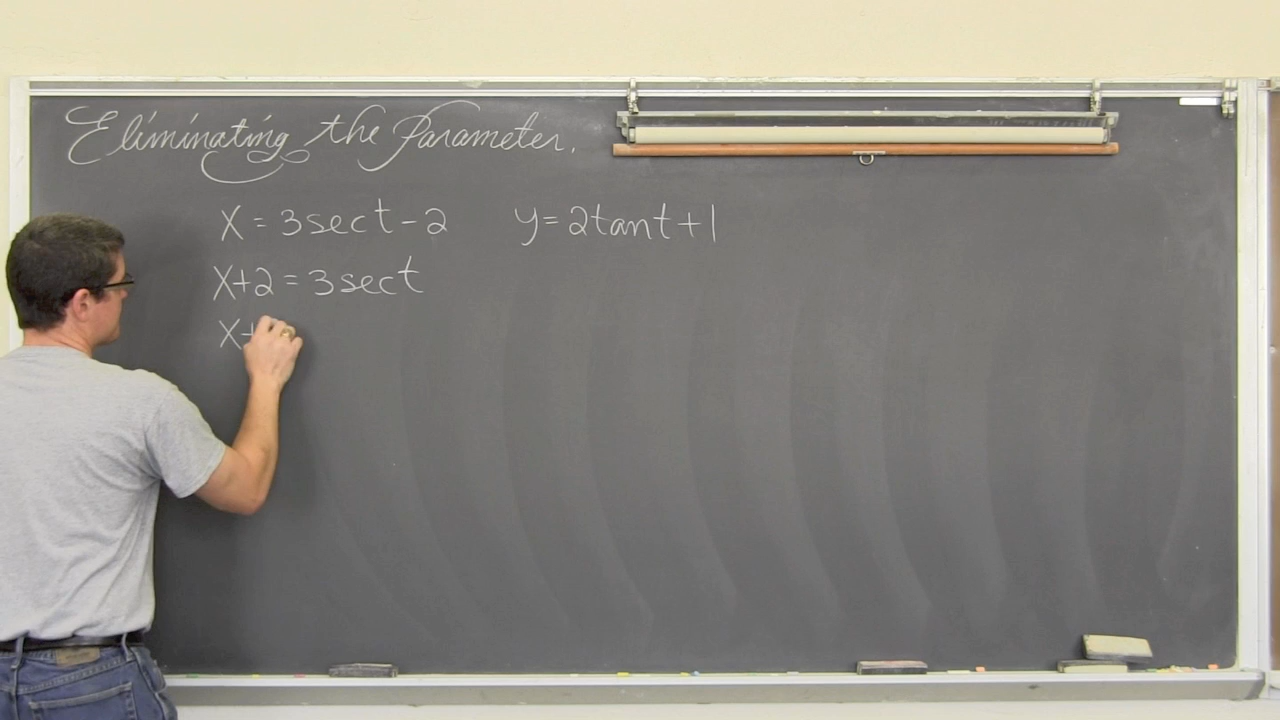 Eliminating the Parameter.
X = 3sect - 2 y = 2tant + 1
X+2 = 3sect
X+